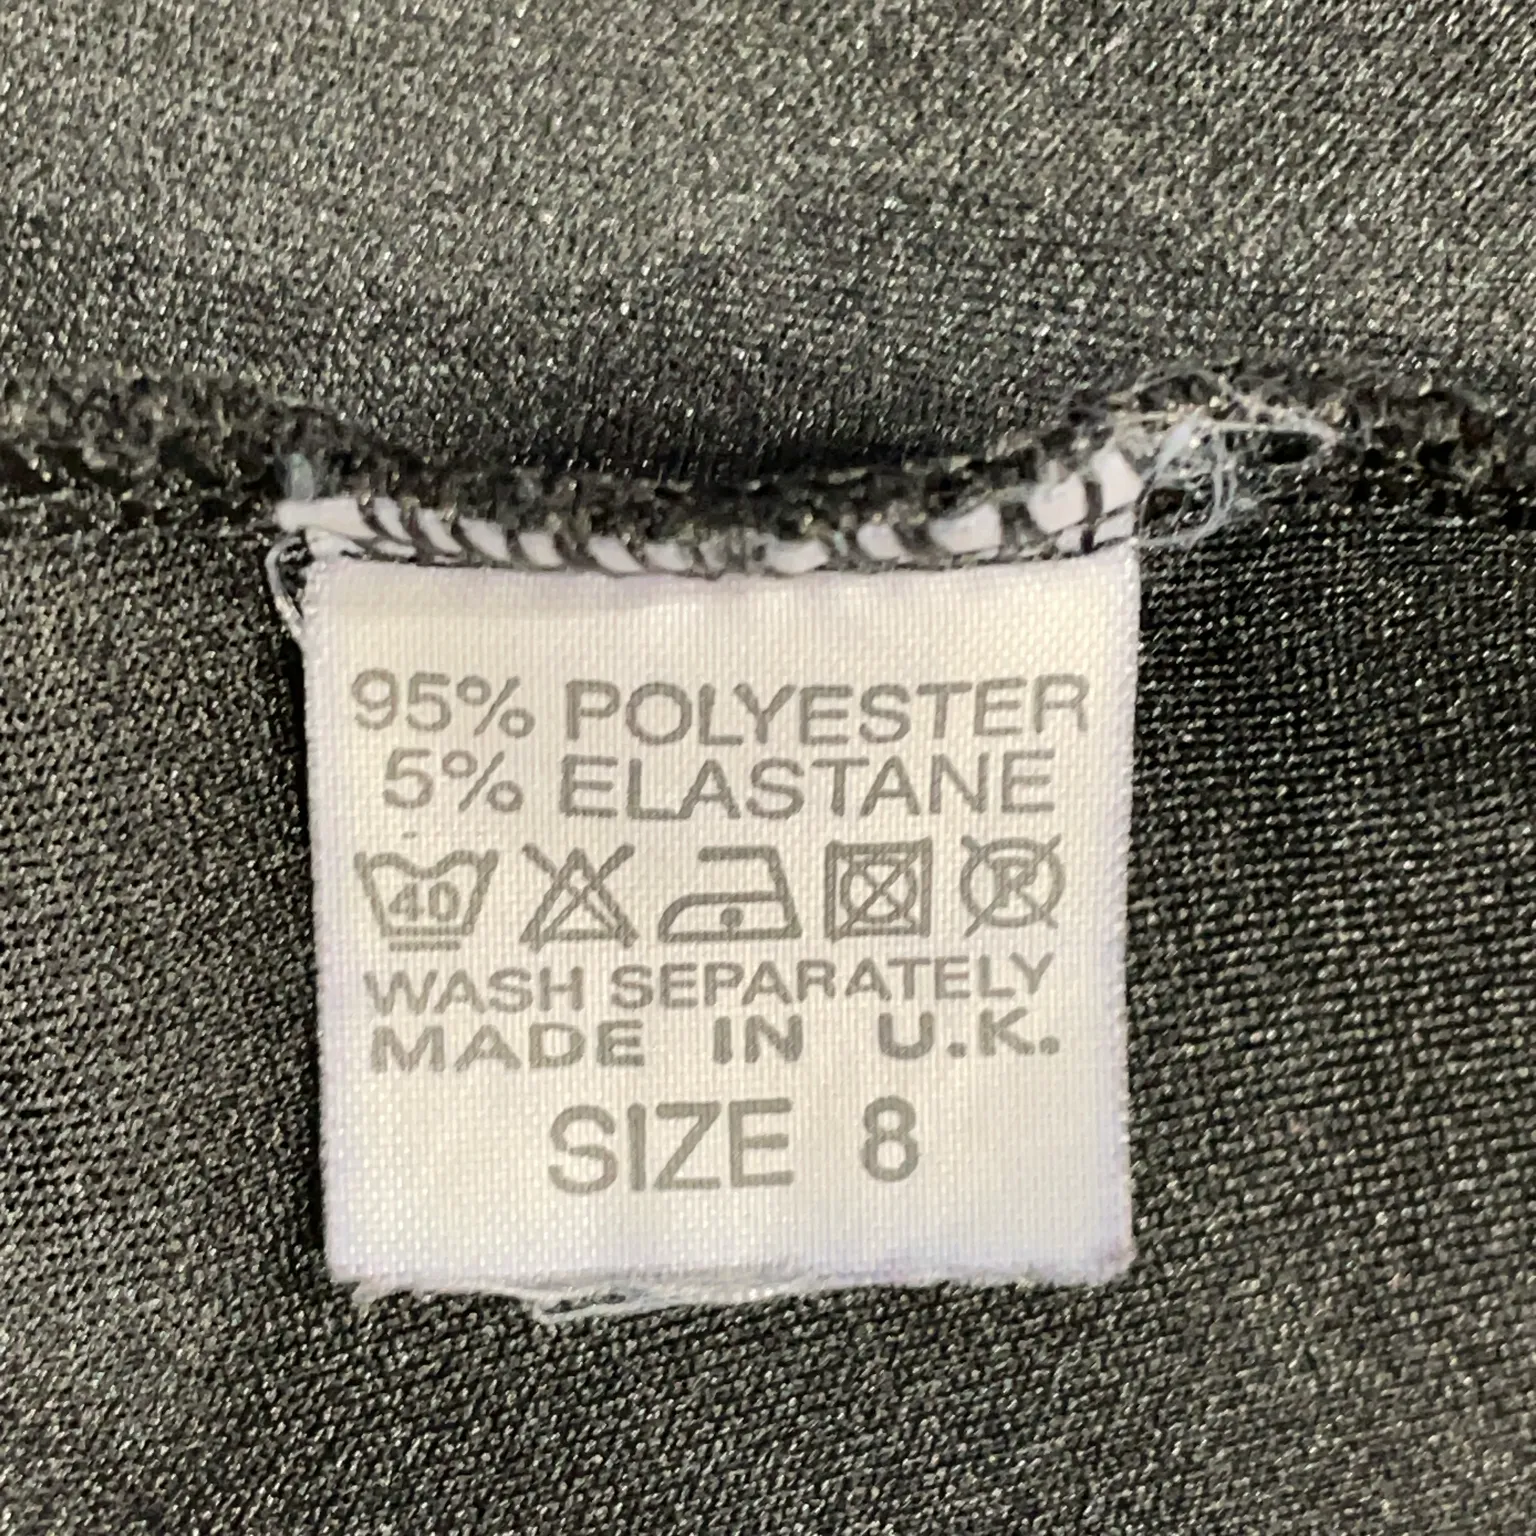 95% POLYESTER
5% ELASTANE
40 R
WASH SEPARATELY
MADE IN U.K.
SIZE 8